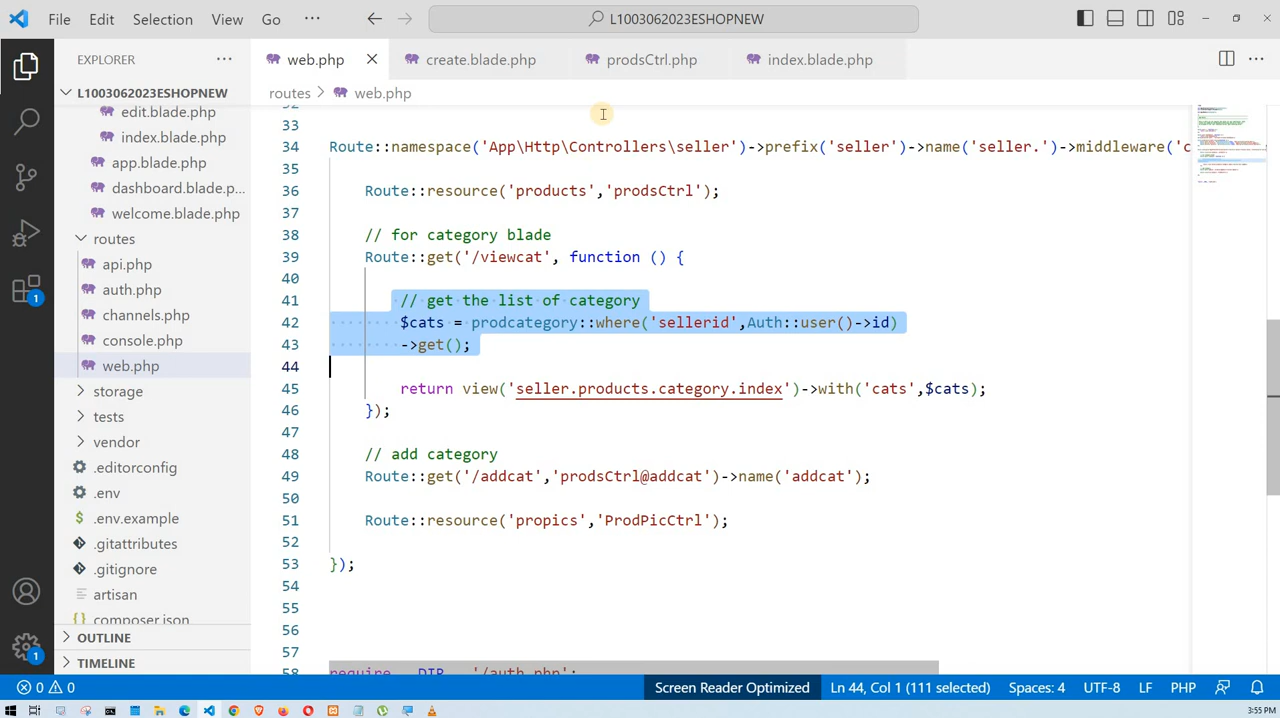 File Edit Selection View Go ··· L1003062023ESHOPNEW
EXPLORER ···
web.php
create.blade.php
prodsCtrl.php
index.blade.php
···
L1003062023ESHOPNEW
edit.blade.php
index.blade.php
app.blade.php
dashboard.blade.p...
welcome.blade.php
routes
api.php
auth.php
channels.php
console.php
web.php
storage
tests
vendor
.editorconfig
.env
.env.example
.gitattributes
.gitignore
artisan
composer.json
OUTLINE
TIMELINE
1
1
routes > web.php
32
33
34 Route::namespace('App\Http\Controllers\seller')->prefix('seller')->name('seller.')->middleware('c
35
36 Route::resource('products','prodsCtrl');
37
38 // for category blade
39 Route::get('/viewcat', function () {
40
41 // get the list of category
42 $cats = prodcategory::where('sellerid',Auth::user()->id)
43 ->get();
44
45 return view('seller.products.category.index')->with('cats',$cats);
46 });
47
48 // add category
49 Route::get('/addcat','prodsCtrl@addcat')->name('addcat');
50
51 Route::resource('propics','ProdPicCtrl');
52
53 });
54
55
56
57
58 require __DIR__.'/auth.php';
0 0 Screen Reader Optimized Ln 44, Col 1 (111 selected) Spaces: 4 UTF-8 LF PHP
3:55 PM